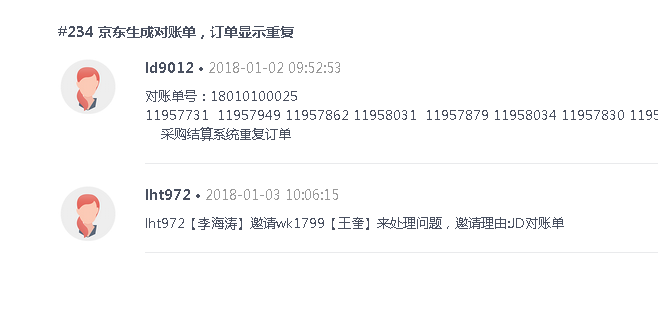 #234 京东生成对账单，订单显示重复
ld9012 • 2018-01-02 09:52:53
对账单号：18010100025
11957731 11957949 11957862 11958031 11957879 11958034 11957830 1195
采购结算系统重复订单
lht972 • 2018-01-03 10:06:15
lht972【李海涛】邀请wk1799【王奎】来处理问题，邀请理由:JD对账单